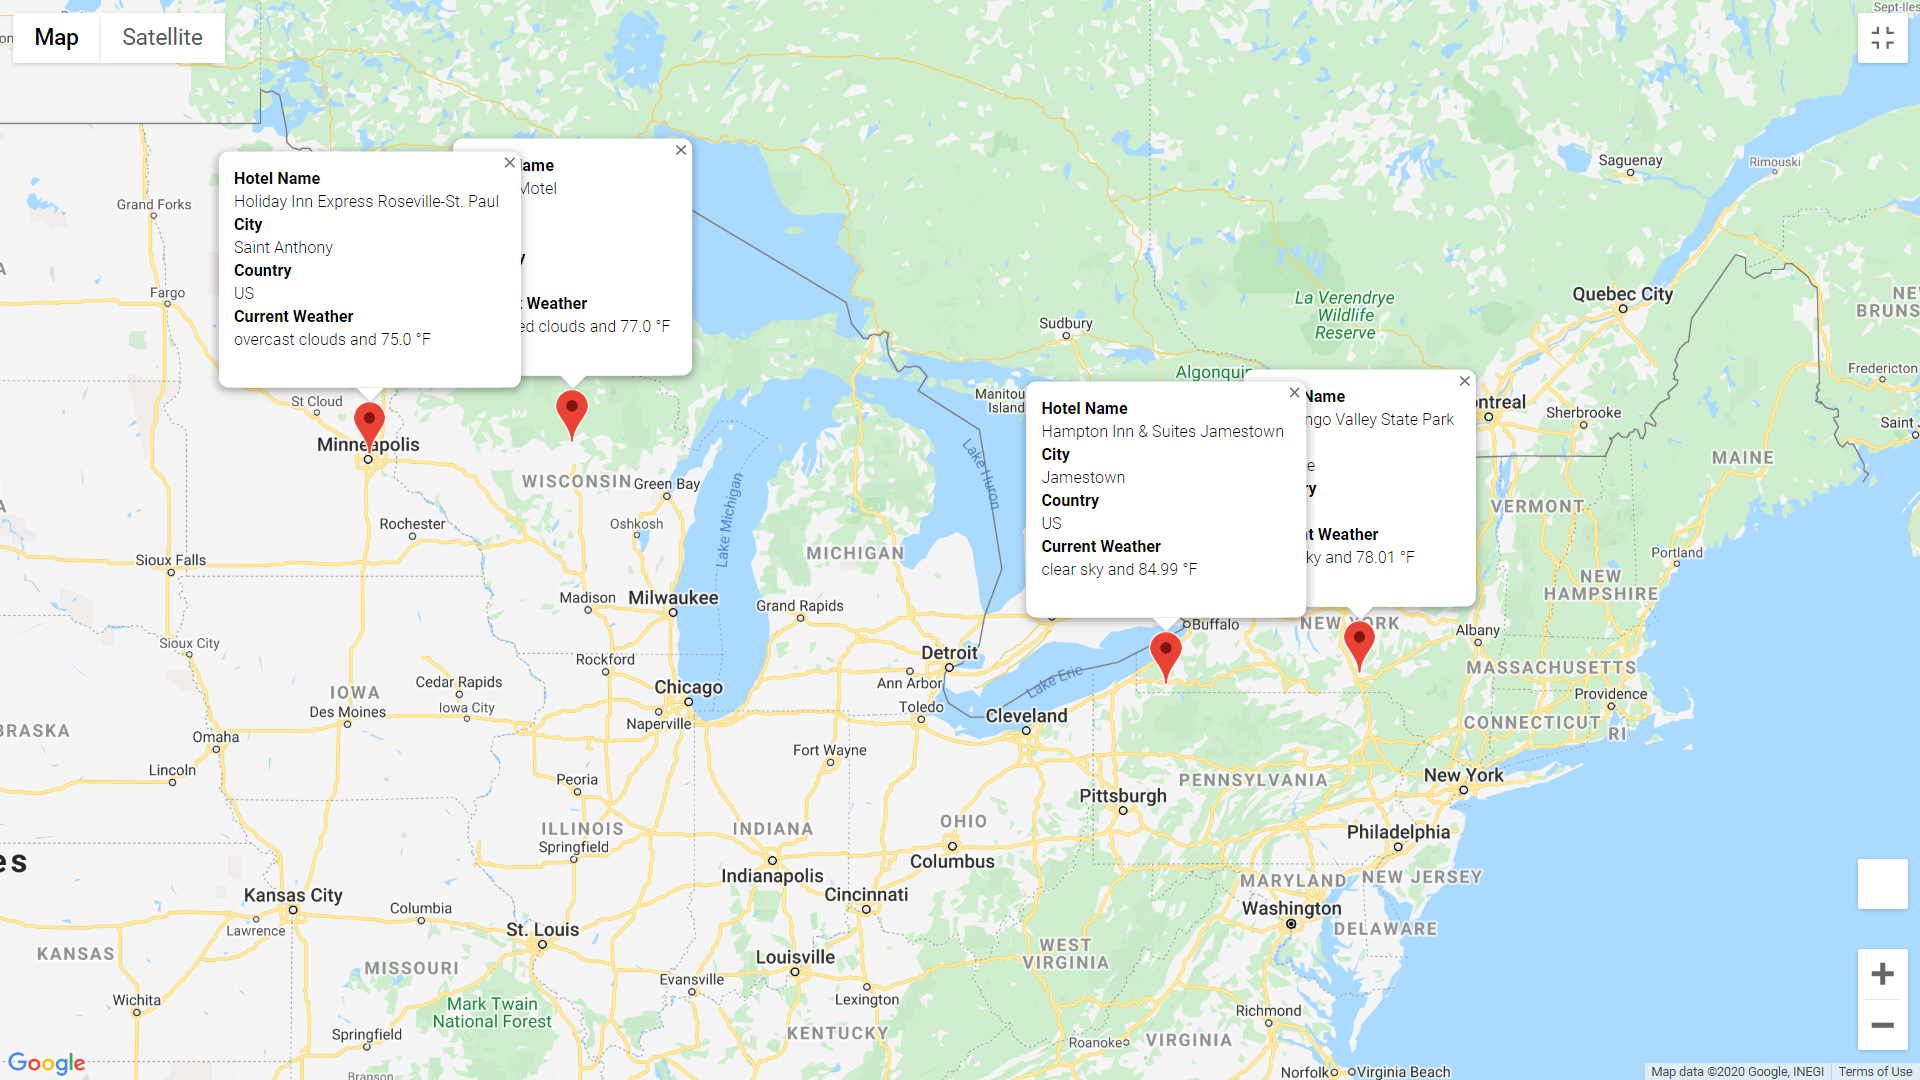 Map
Satellite
Sept-Iles
Hotel Name
Holiday Inn Express Roseville-St. Paul
City
Saint Anthony
Country
US
Current Weather
overcast clouds and 75.0 °F
ame
Motel
y
t Weather
ed clouds and 77.0 °F
Hotel Name
Hampton Inn & Suites Jamestown
City
Jamestown
Country
US
Current Weather
clear sky and 84.99 °F
Name
ngo Valley State Park
e
ry
nt Weather
ky and 78.01 °F
Saguenay
Rimouski
Grand Forks
Fargo
La Verendrye
Wildlife
Reserve
Quebec City
NE
BRUNS
Sudbury
Fredericton
Algonquin
Manitou
Island
St Cloud
ontreal
Sherbrooke
Saint J
Minneapolis
MAINE
Lake Huron
WISCONSIN
Green Bay
Lake Michigan
VERMONT
Rochester
Oshkosh
MICHIGAN
Portland
Sioux Falls
NEW
HAMPSHIRE
Madison
Milwaukee
Grand Rapids
Buffalo
NEW YORK
Albany
Sioux City
Rockford
Detroit
MASSACHUSETTS
Cedar Rapids
Chicago
Ann Arbor
Lake Erie
IOWA
Des Moines
Iowa City
Naperville
Toledo
Cleveland
Providence
CONNECTICUT
RI
BRASKA
Omaha
Fort Wayne
Lincoln
Peoria
PENNSYLVANIA
New York
Pittsburgh
ILLINOIS
Springfield
INDIANA
OHIO
Philadelphia
es
Columbus
Indianapolis
Kansas City
Cincinnati
MARYLAND
NEW JERSEY
Columbia
Washington
Lawrence
St. Louis
DELAWARE
KANSAS
MISSOURI
Louisville
WEST
VIRGINIA
Evansville
Wichita
Mark Twain
National Forest
Lexington
Springfield
KENTUCKY
Richmond
Roanoke
VIRGINIA
Google
Branson
Norfolk
Virginia Beach
Map data ©2020 Google, INEGI
Terms of Use